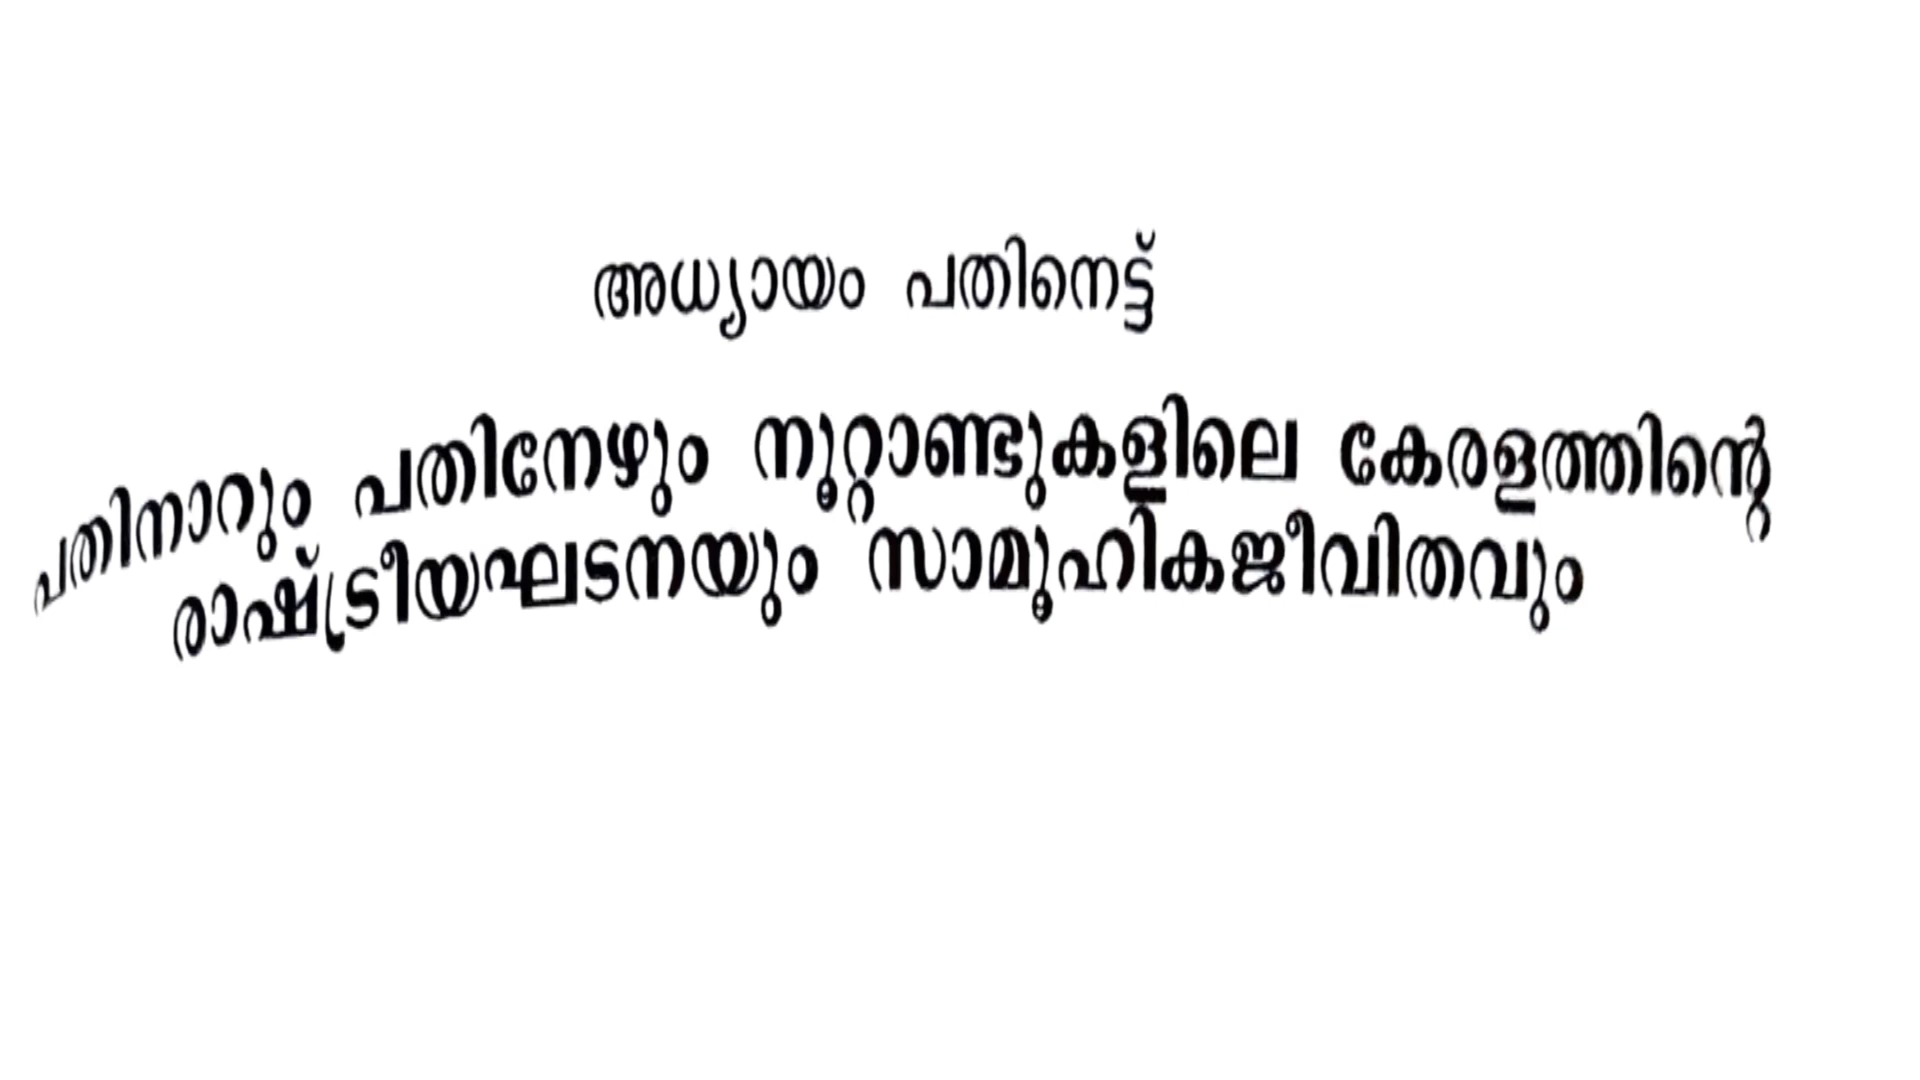 അധ്യായം പതിനെട്ട്
പതിനാറും പതിനേഴും നൂറ്റാണ്ടുകളിലെ കേരളത്തിന്റെ
രാഷ്ട്രീയഘടനയും സാമൂഹികജീവിതവും